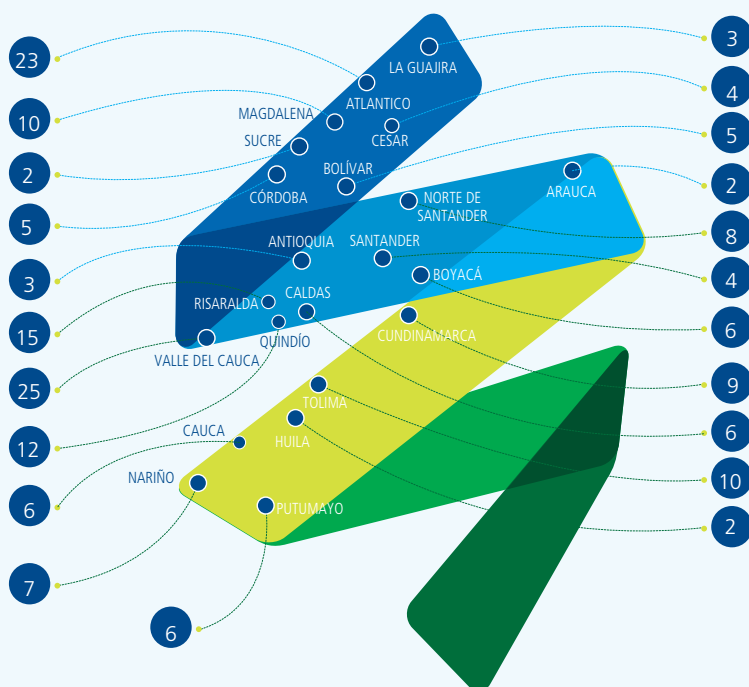 23
10
2
5
3
15
25
12
6
7
6
LA GUAJIRA
ATLANTICO
MAGDALENA
CESAR
SUCRE
BOLÍVAR
CÓRDOBA
ARAUCA
NORTE DE
SANTANDER
ANTIOQUIA
SANTANDER
BOYACÁ
RISARALDA
CALDAS
QUINDÍO
VALLE DEL CAUCA
CUNDINAMARCA
TOLIMA
CAUCA
HUILA
NARIÑO
PUTUMAYO
3
4
5
2
8
4
6
9
6
10
2